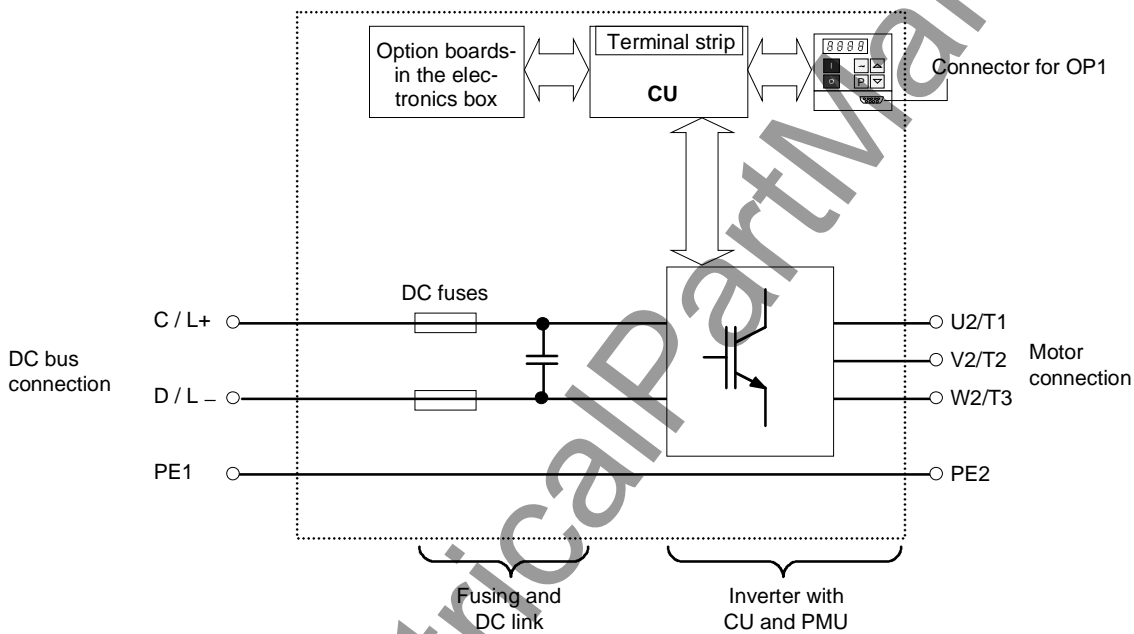 Option boards-
in the elec-
tronics box
Terminal strip
CU
8888
P
Connector for OP1
DC fuses
C / L+
U2/T1
DC bus
connection
V2/T2
Motor
connection
D / L –
W2/T3
PE1
PE2
Fusing and
DC link
Inverter with
CU and PMU